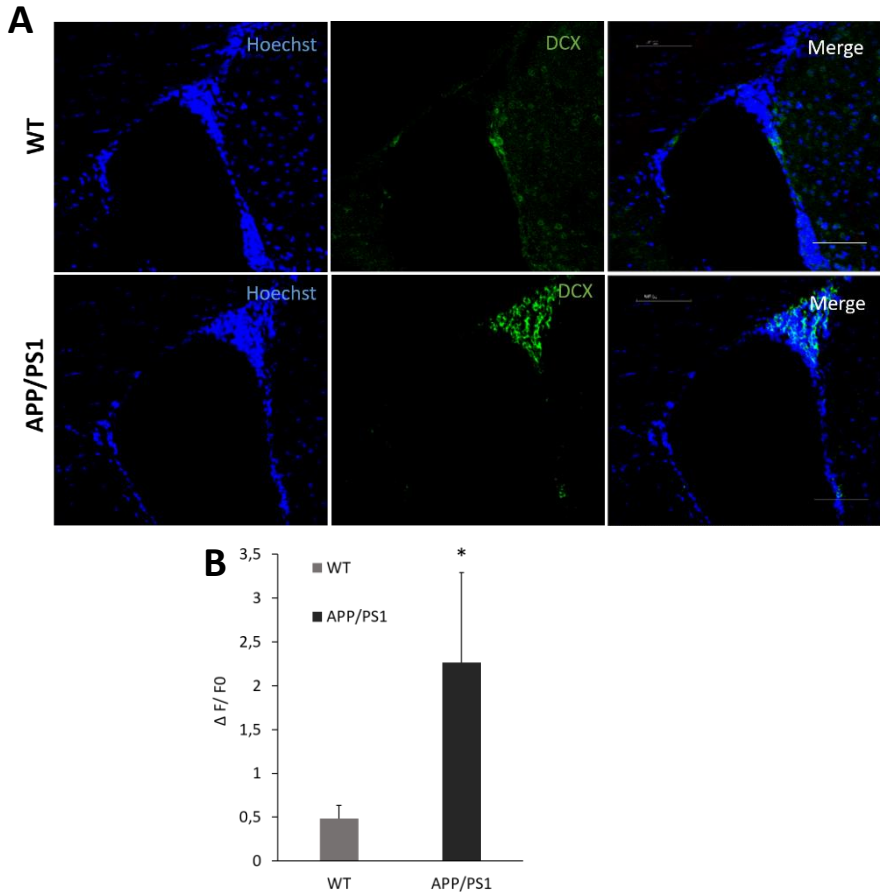 A
Hoechst
DCX
Merge
WT
Hoechst
DCX
Merge
APP/PS1
B
3,5
3
2,5
2
1,5
1
0,5
0
Δ F/ F0
WT
APP/PS1
*
WT
APP/PS1